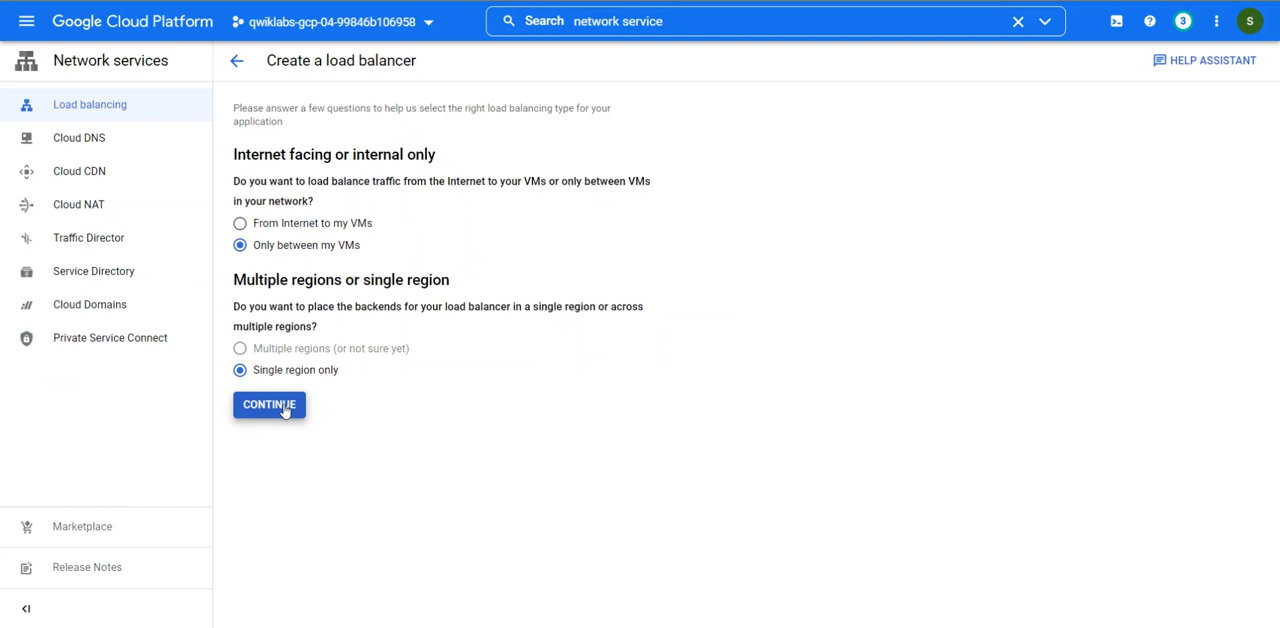 Google Cloud Platform
qwiklabs-gcp-04-99846b106958
Search network service
3
S
Network services
Create a load balancer
HELP ASSISTANT
Load balancing
Cloud DNS
Cloud CDN
Cloud NAT
Traffic Director
Service Directory
Cloud Domains
Private Service Connect
Marketplace
Release Notes
Please answer a few questions to help us select the right load balancing type for your
application
Internet facing or internal only
Do you want to load balance traffic from the Internet to your VMs or only between VMs
in your network?
From Internet to my VMs
Only between my VMs
Multiple regions or single region
Do you want to place the backends for your load balancer in a single region or across
multiple regions?
Multiple regions (or not sure yet)
Single region only
CONTINUE